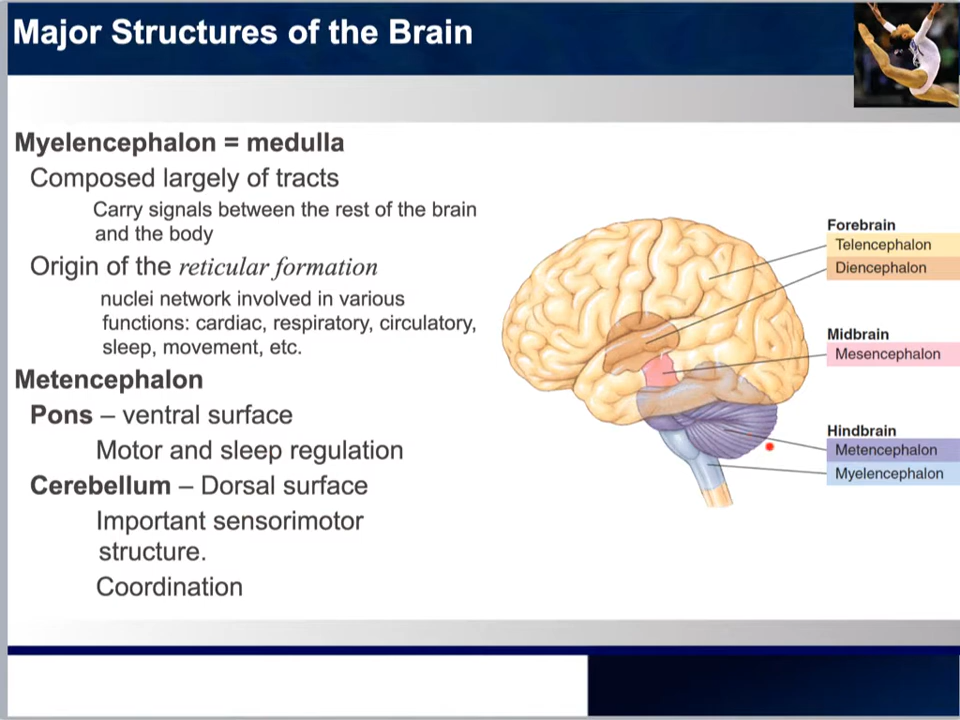 Major Structures of the Brain
Myelencephalon = medulla
Composed largely of tracts
Carry signals between the rest of the brain
and the body
Origin of the reticular formation
nuclei network involved in various
functions: cardiac, respiratory, circulatory,
sleep, movement, etc.
Metencephalon
Pons – ventral surface
Motor and sleep regulation
Cerebellum – Dorsal surface
Important sensorimotor
structure.
Coordination
Forebrain
Telencephalon
Diencephalon
Midbrain
Mesencephalon
Hindbrain
Metencephalon
Myelencephalon